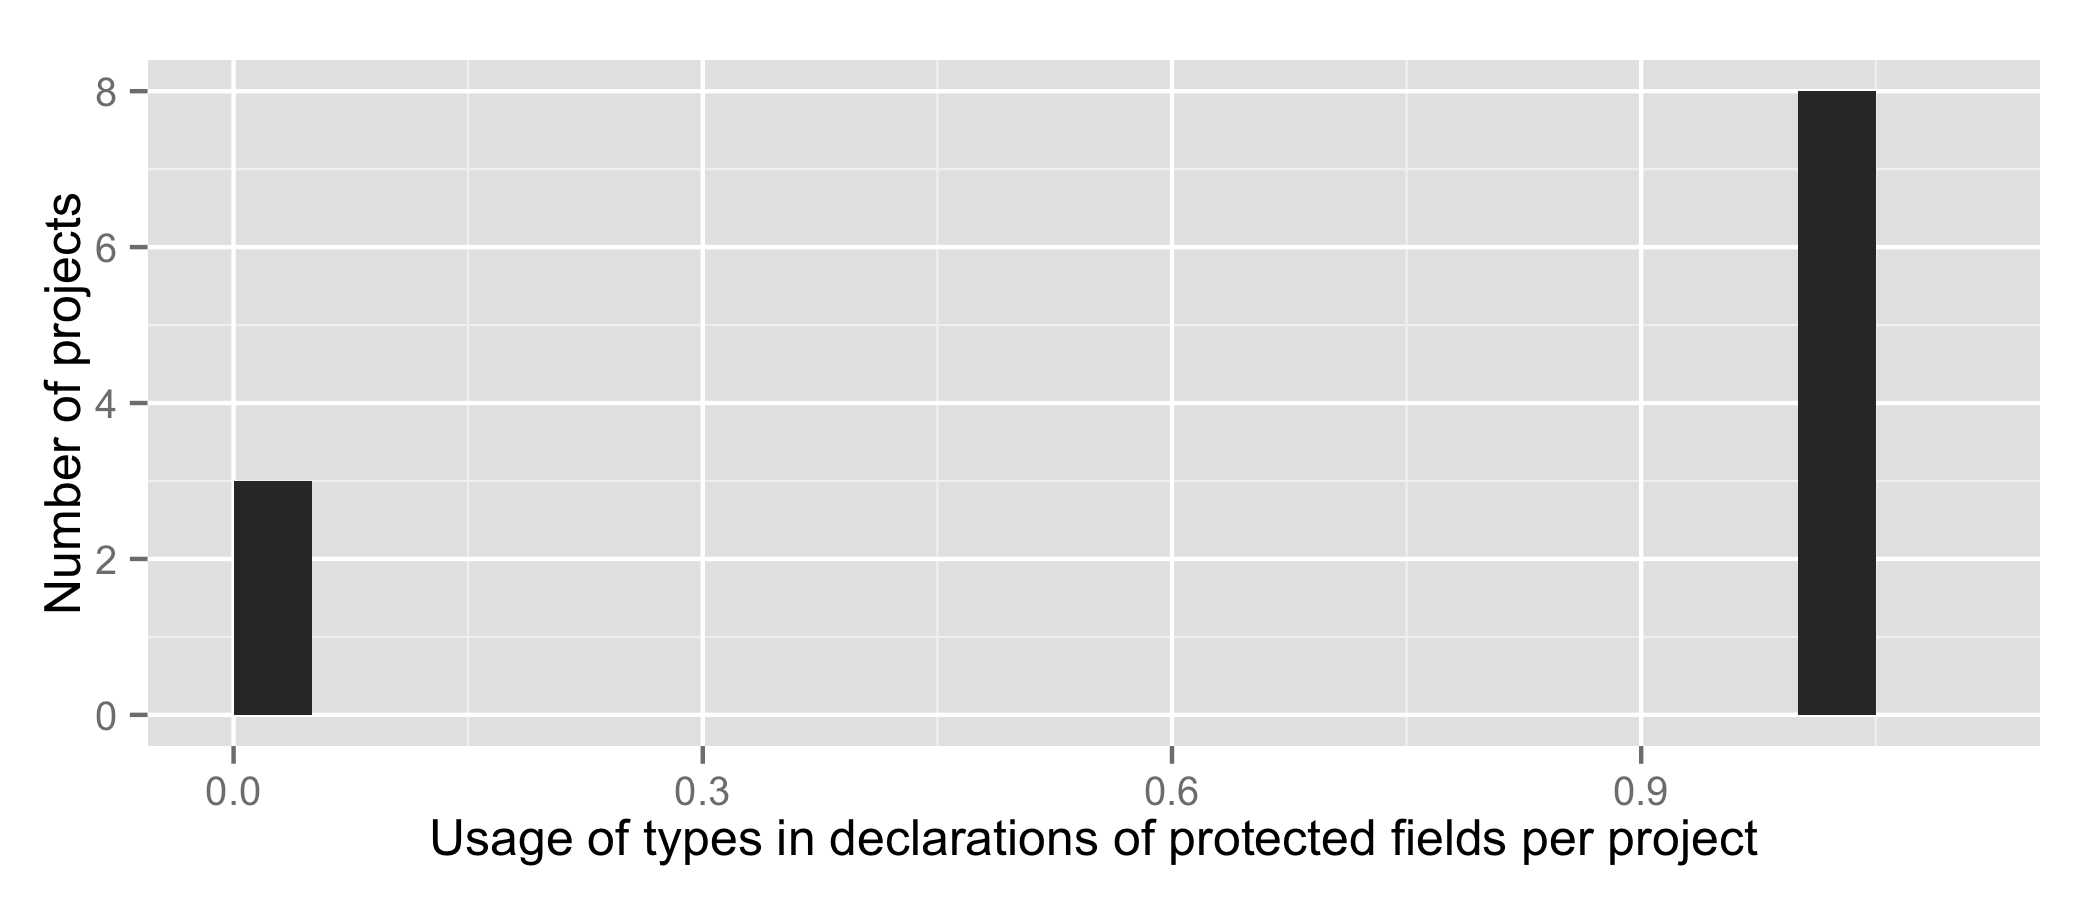 Number of projects
8
6
4
2
0
0.0 0.3 0.6 0.9
Usage of types in declarations of protected fields per project